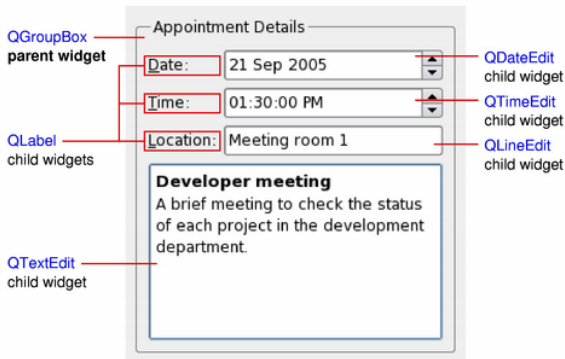 Appointment Details
QGroupBox
parent widget
Date:
21 Sep 2005
QDateEdit
child widget
Time:
01:30:00 PM
QTimeEdit
child widget
QLabel
child widgets
Location:
Meeting room 1
QLineEdit
child widget
Developer meeting
A brief meeting to check the status
of each project in the development
department.
QTextEdit
child widget